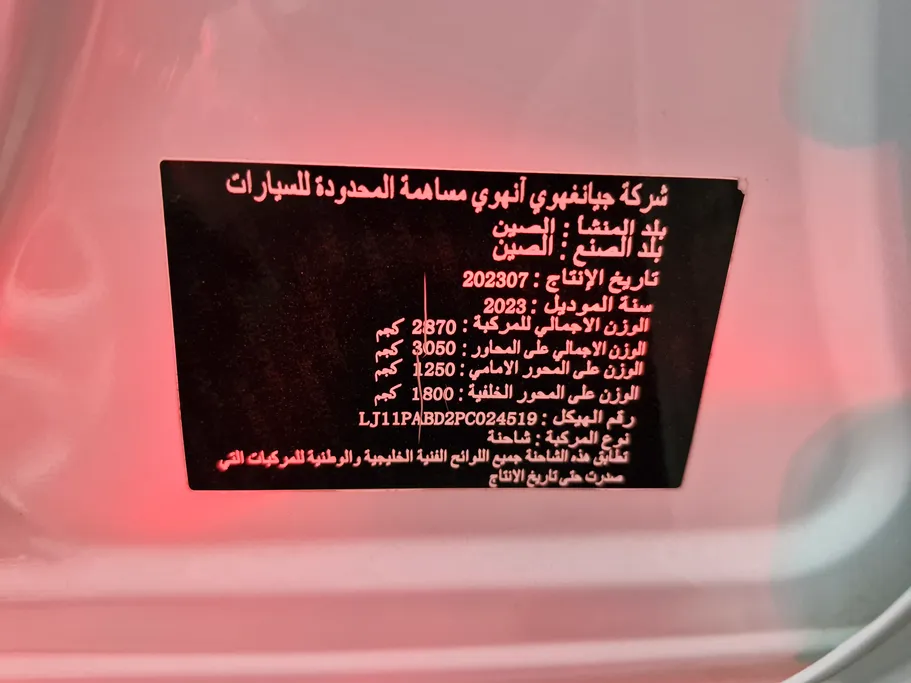 شركة جيانغهوي آنهوي مساهمة المحدودة للسيارات
بلد المنشأ : الصين
بلد الصنع : الصين
تاريخ الإنتاج : 202307
سنة الموديل : 2023
الوزن الاجمالي للمركبة : 2870 كجم
الوزن الاجمالي على المحاور : 3050 كجم
الوزن على المحور الامامي : 1250 كجم
الوزن على المحور الخلفية : 1800 كجم
رقم الهيكل : LJ11PABD2PC024519
نوع المركبة : شاحنة
تطابق هذه الشاحنة جميع اللوائح الفنية الخليجية والوطنية للمركبات التي
صدرت حتى تاريخ الانتاج